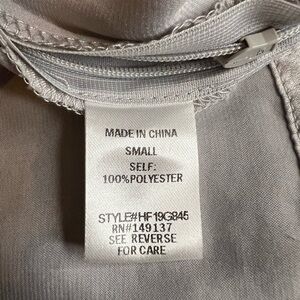 MADE IN CHINA
SMALL
SELF:
100%POLYESTER
STYLE#HF19G845
RN#149137
SEE REVERSE
FOR CARE